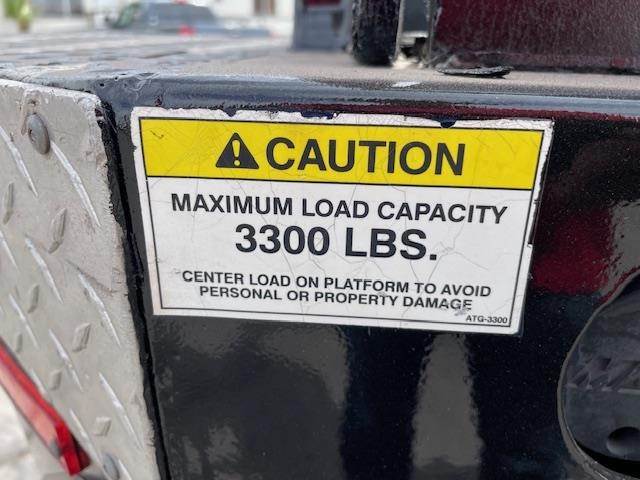 CAUTION
MAXIMUM LOAD CAPACITY
3300 LBS.
CENTER LOAD ON PLATFORM TO AVOID
PERSONAL OR PROPERTY DAMAGE
ATG-3300